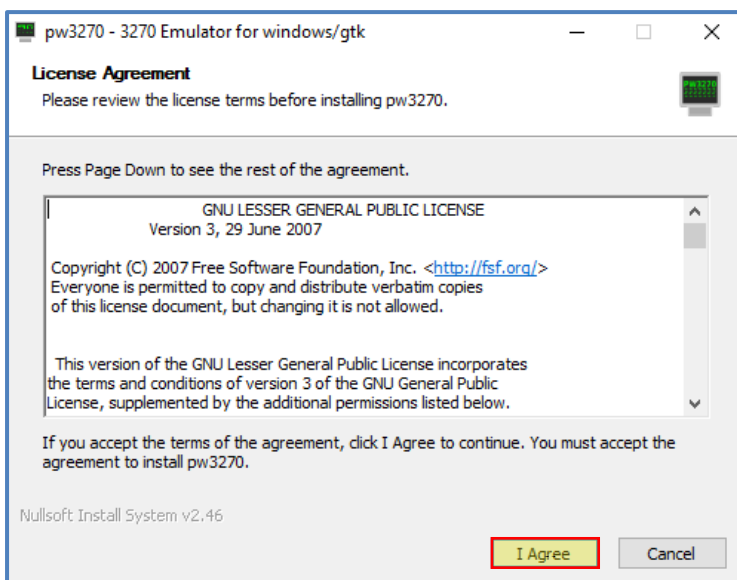 pw3270 - 3270 Emulator for windows/gtk
License Agreement
Please review the license terms before installing pw3270.
PW3270
Press Page Down to see the rest of the agreement.
GNU LESSER GENERAL PUBLIC LICENSE
Version 3, 29 June 2007
Copyright (C) 2007 Free Software Foundation, Inc. <http://fsf.org/>
Everyone is permitted to copy and distribute verbatim copies
of this license document, but changing it is not allowed.
This version of the GNU Lesser General Public License incorporates
the terms and conditions of version 3 of the GNU General Public
License, supplemented by the additional permissions listed below.
If you accept the terms of the agreement, click I Agree to continue. You must accept the
agreement to install pw3270.
Nullsoft Install System v2.46
I Agree
Cancel